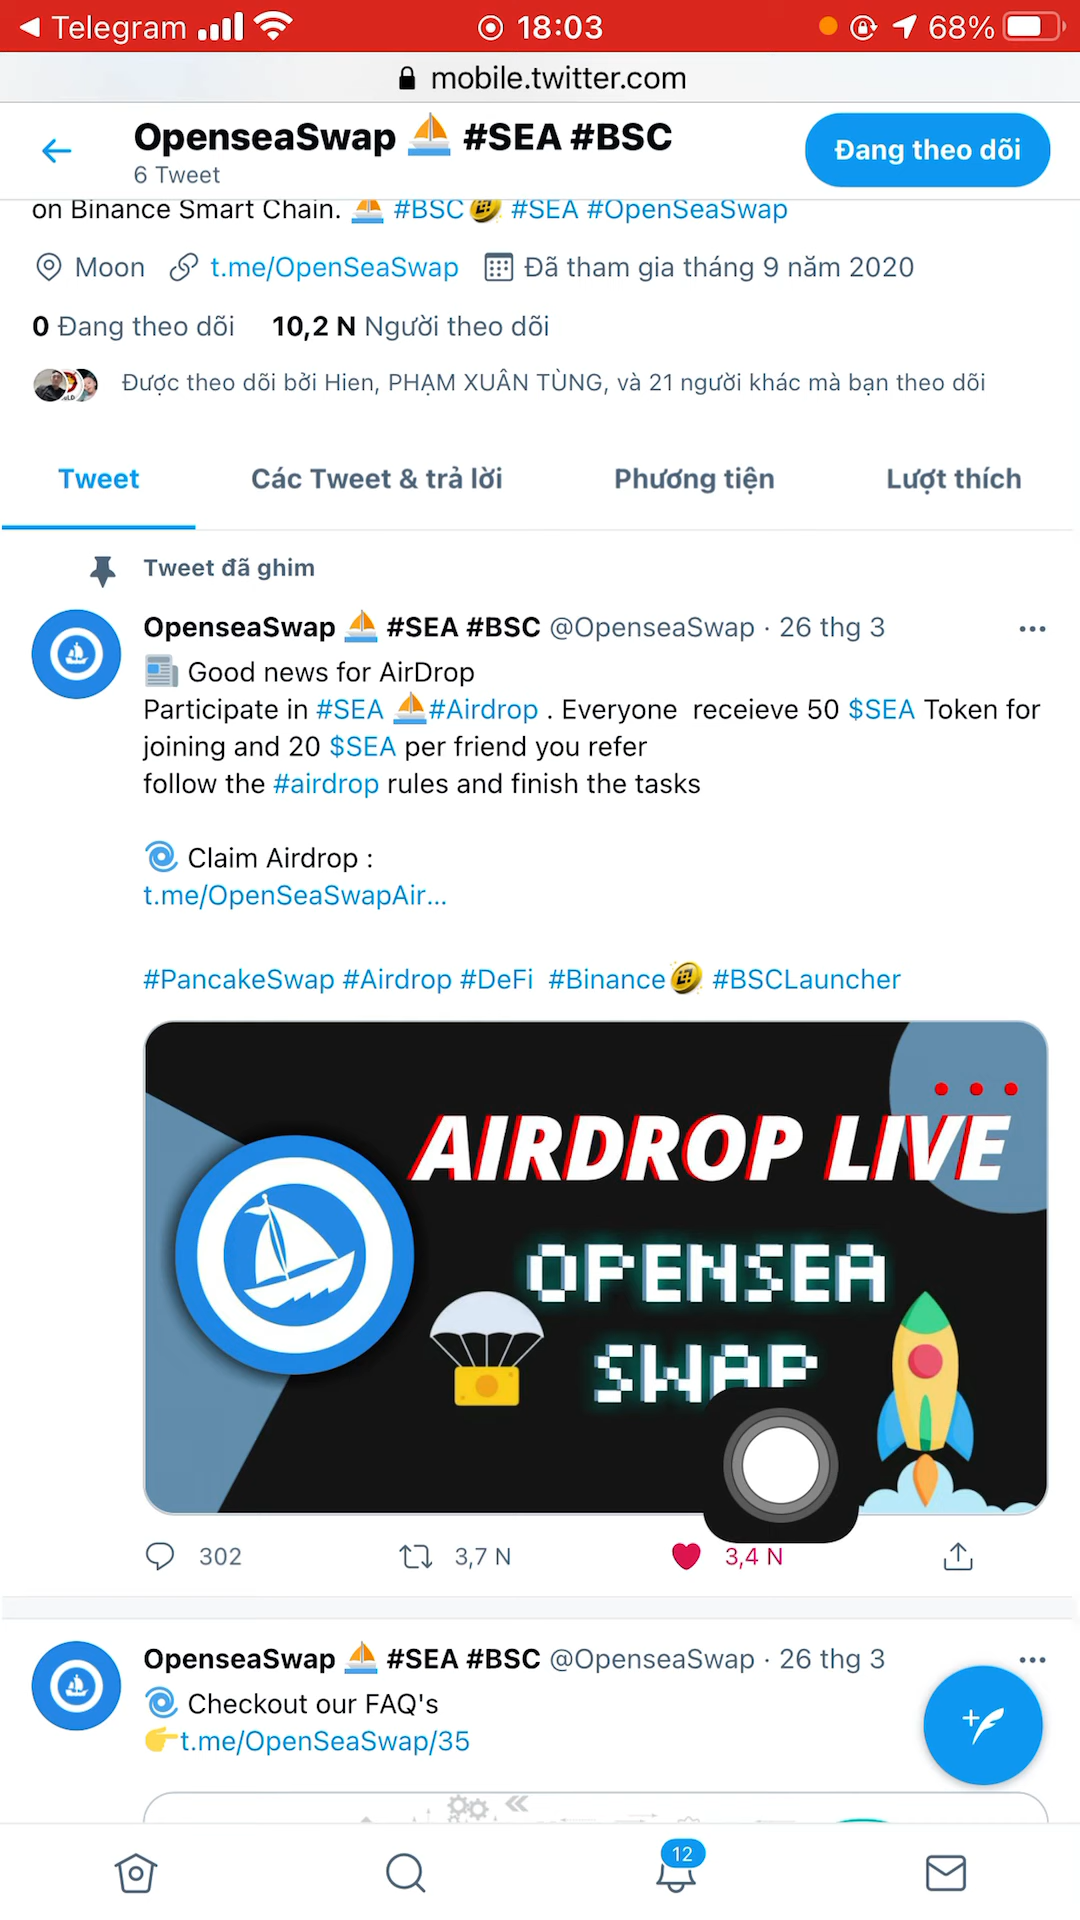 Telegram 18:03 68%
mobile.twitter.com
OpenseaSwap #SEA #BSC
6 Tweet
Đang theo dõi
on Binance Smart Chain. #BSC #SEA #OpenSeaSwap
Moon t.me/OpenSeaSwap Đã tham gia tháng 9 năm 2020
0 Đang theo dõi 10,2 N Người theo dõi
Được theo dõi bởi Hien, PHẠM XUÂN TÙNG, và 21 người khác mà bạn theo dõi
Tweet Các Tweet & trả lời Phương tiện Lượt thích
Tweet đã ghim
OpenseaSwap #SEA #BSC @OpenseaSwap · 26 thg 3
Good news for AirDrop
Participate in #SEA #Airdrop . Everyone receieve 50 $SEA Token for
joining and 20 $SEA per friend you refer
follow the #airdrop rules and finish the tasks
Claim Airdrop :
t.me/OpenSeaSwapAir...
#PancakeSwap #Airdrop #DeFi #Binance #BSCLauncher
AIRDROP LIVE
OPENSEA
SWAP
302 3,7 N 3,4 N
OpenseaSwap #SEA #BSC @OpenseaSwap · 26 thg 3
Checkout our FAQ's
t.me/OpenSeaSwap/35
12